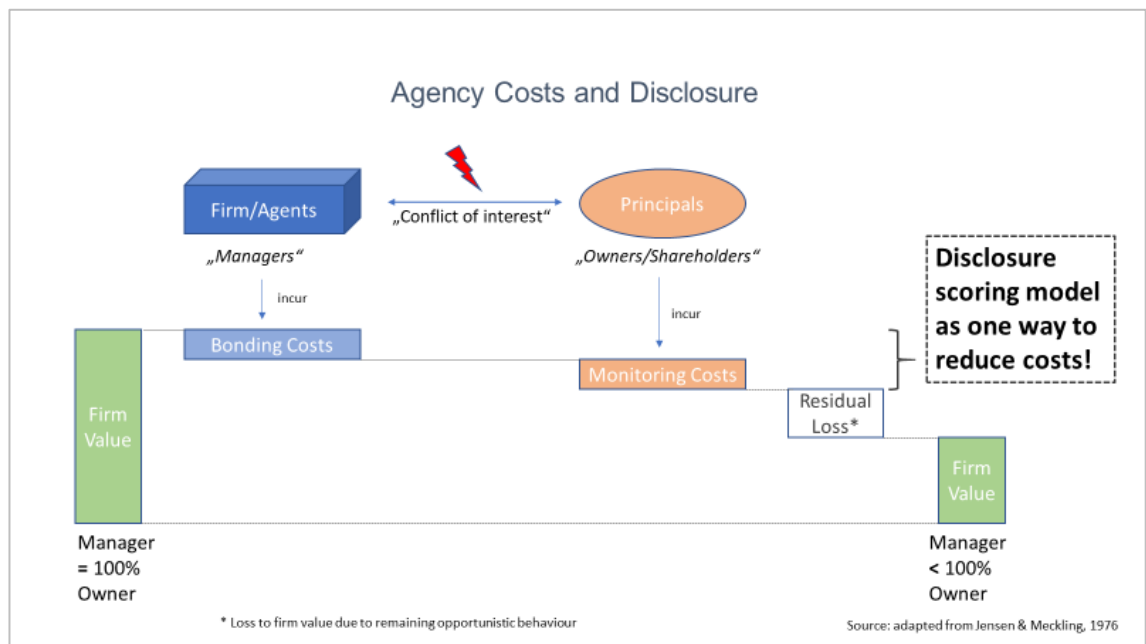 Agency Costs and Disclosure
Firm/Agents
„Conflict of interest“
Principals
„Managers“
„Owners/Shareholders“
Disclosure
scoring model
as one way to
reduce costs!
incur
incur
Bonding Costs
Monitoring Costs
Residual
Loss*
Firm
Value
Firm
Value
Manager
= 100%
Owner
Manager
< 100%
Owner
* Loss to firm value due to remaining opportunistic behaviour
Source: adapted from Jensen & Meckling, 1976